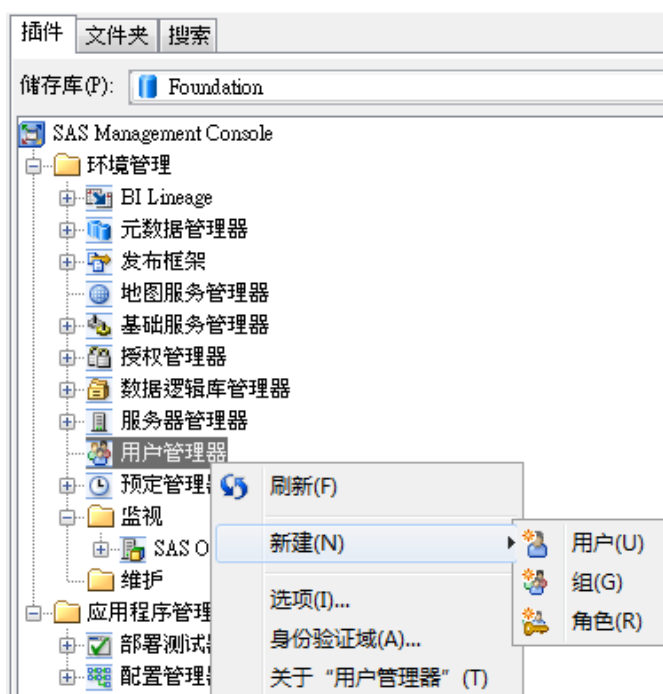 插件 文件夹 搜索
储存库(P): Foundation
SAS Management Console
环境管理
BI Lineage
元数据管理器
发布框架
地图服务管理器
基础服务管理器
授权管理器
数据逻辑库管理器
服务器管理器
用户管理器
预定管理
刷新(F)
监视
SAS O
新建(N)
用户(U)
维护
组(G)
应用程序管理
选项(I)...
角色(R)
部署测试
身份验证域(A)...
配置管理
关于“用户管理器”(T)